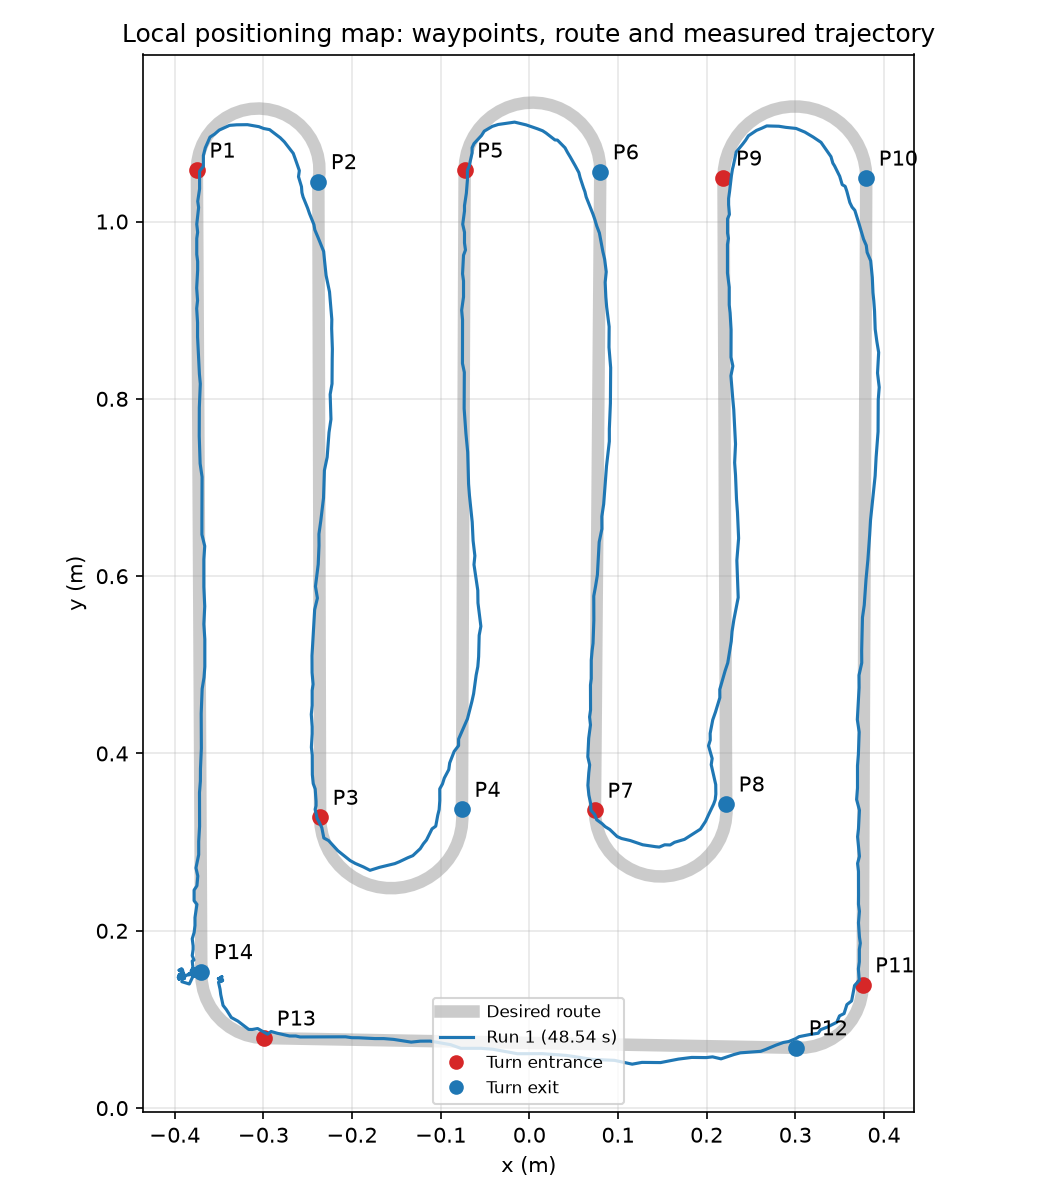 Local positioning map: waypoints, route and measured trajectory
P1
P2
P5
P6
P9
P10
1.0
0.8
0.6
y (m)
0.4
P3
P4
P7
P8
0.2
P14
P11
P13
P12
Desired route
Run 1 (48.54 s)
Turn entrance
Turn exit
0.0
−0.4
−0.3
−0.2
−0.1
0.0
0.1
0.2
0.3
0.4
x (m)